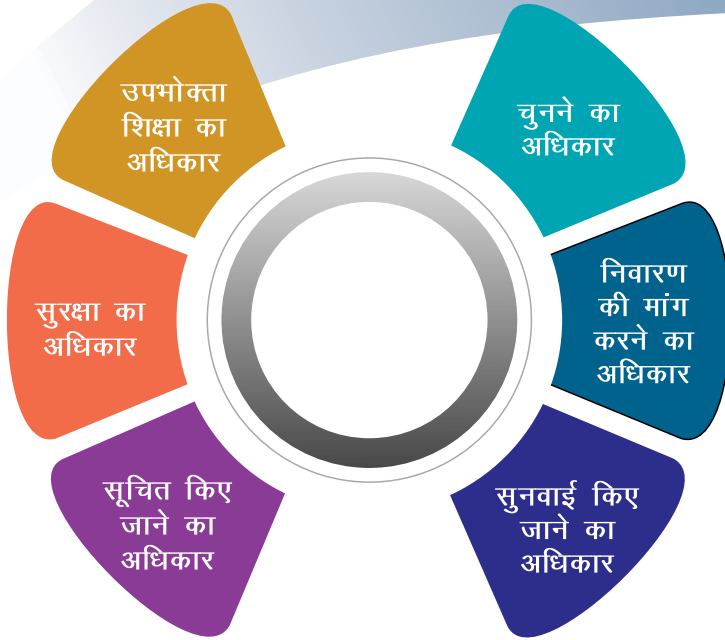 उपभोक्ता
शिक्षा का
अधिकार
चुनने का
अधिकार
सुरक्षा का
अधिकार
निवारण
की मांग
करने का
अधिकार
सूचित किए
जाने का
अधिकार
सुनवाई किए
जाने का
अधिकार